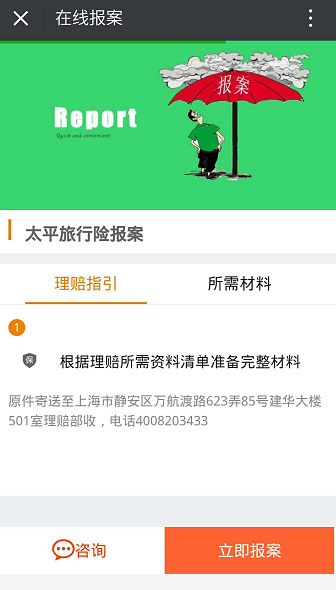 在线报案
报案
Report
Quick and convenient
太平旅行险报案
理赔指引
所需材料
1
保
根据理赔所需资料清单准备完整材料
原件寄送至上海市静安区万航渡路623弄85号建华大楼
501室理赔部收，电话4008203433
咨询
立即报案